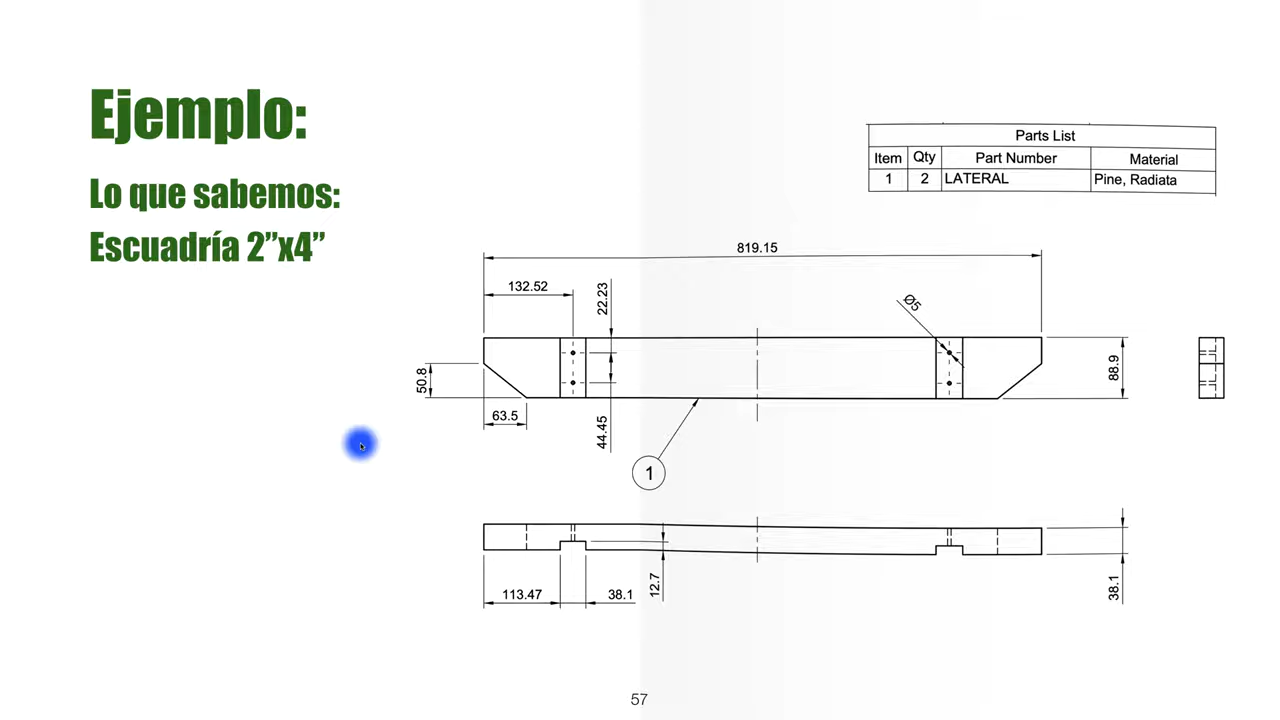 Ejemplo:
Lo que sabemos:
Escuadría 2”x4”
Parts List
Item Qty Part Number Material
1 2 LATERAL Pine, Radiata
819.15
132.52
22.23
Ø5
50.8
88.9
63.5
44.45
1
113.47
38.1
12.7
38.1
57